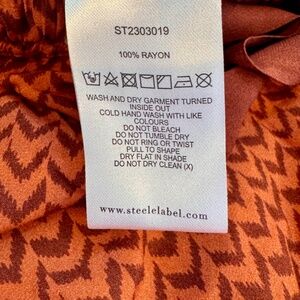 ST2303019
100% RAYON
WASH AND DRY GARMENT TURNED
INSIDE OUT
COLD HAND WASH WITH LIKE
COLOURS
DO NOT BLEACH
DO NOT TUMBLE DRY
DO NOT RING OR TWIST
PULL TO SHAPE
DRY FLAT IN SHADE
DO NOT DRY CLEAN (X)
www.steelelabel.com